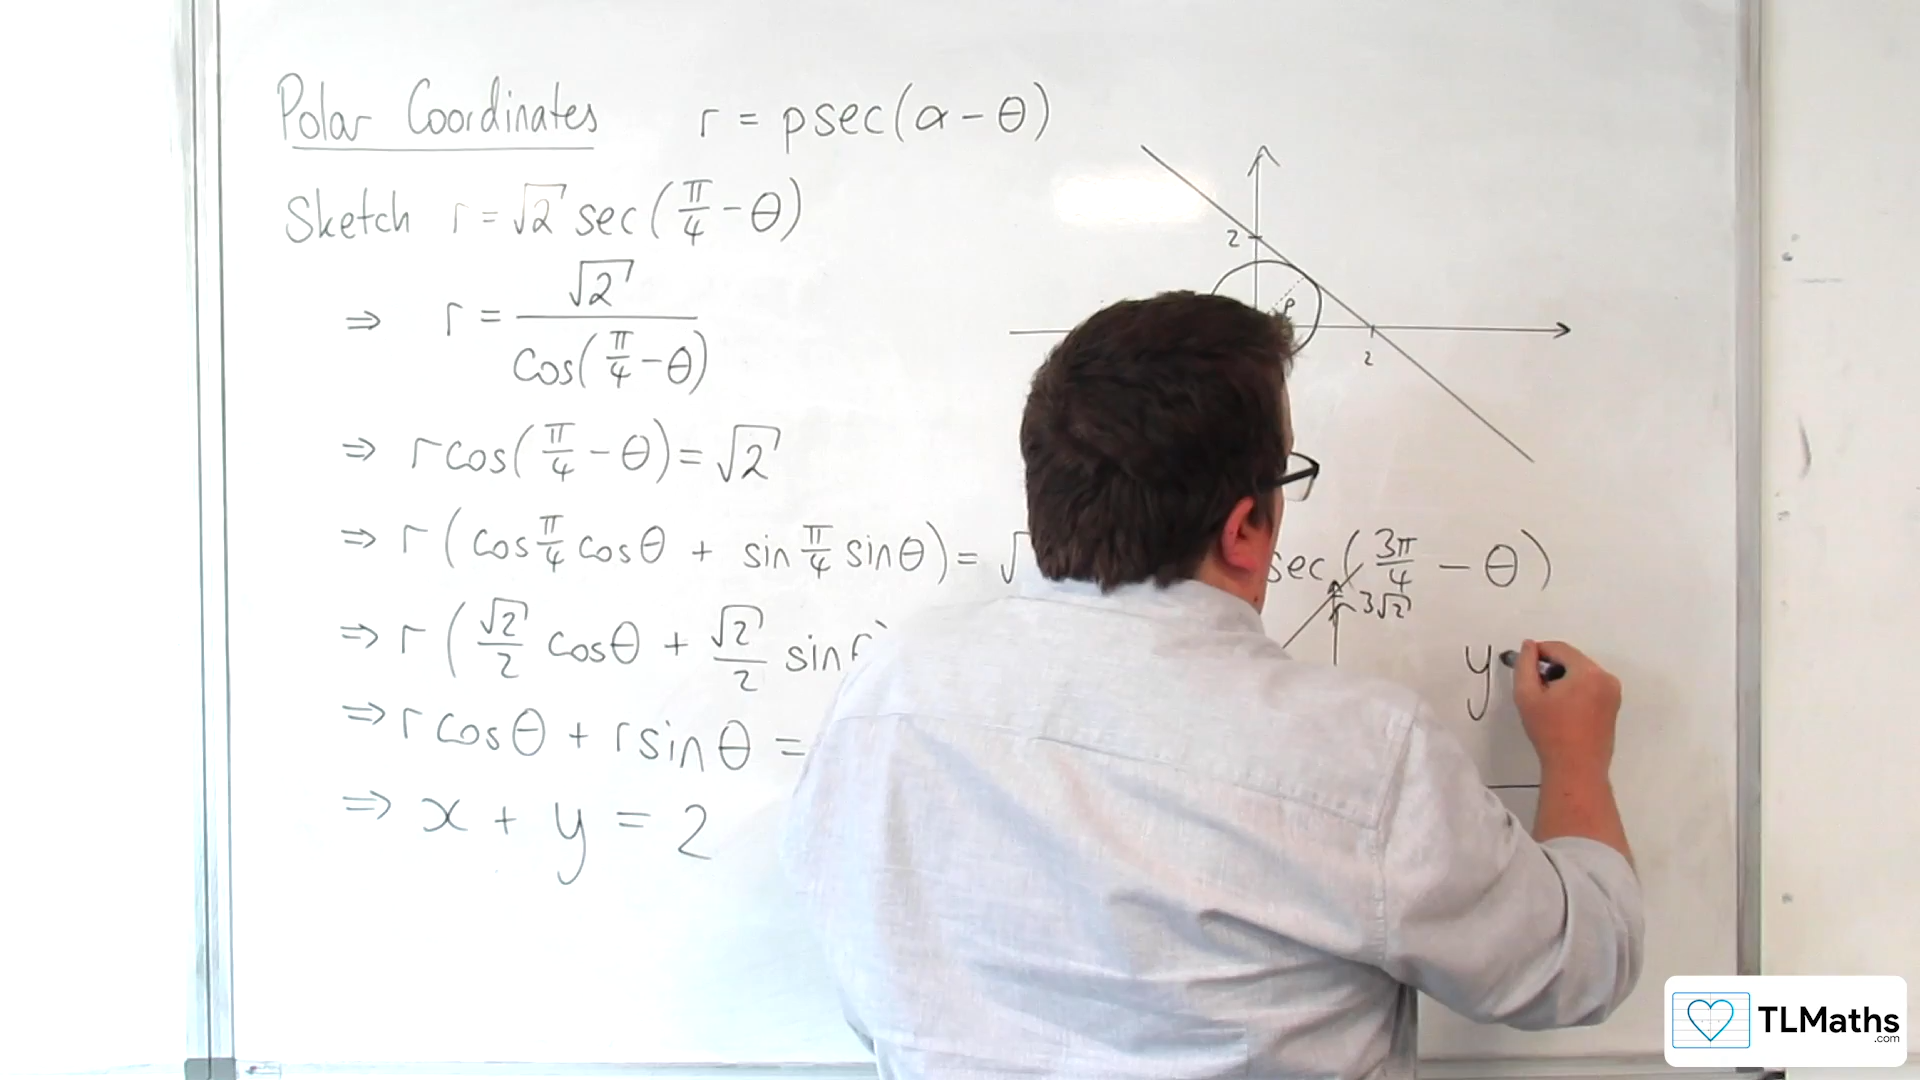 Polar Coordinates r = p sec(α - θ)
Sketch r = √2 sec(π/4 - θ)
⇒ r = √2 / cos(π/4 - θ)
⇒ r cos(π/4 - θ) = √2
⇒ r (cos π/4 cos θ + sin π/4 sin θ) = √
⇒ r (√2/2 cos θ + √2/2 sin
⇒ r cos θ + r sin θ =
⇒ x + y = 2
2
p
2
sec(3π/4 - θ)
3√2
y
TLMaths
.com